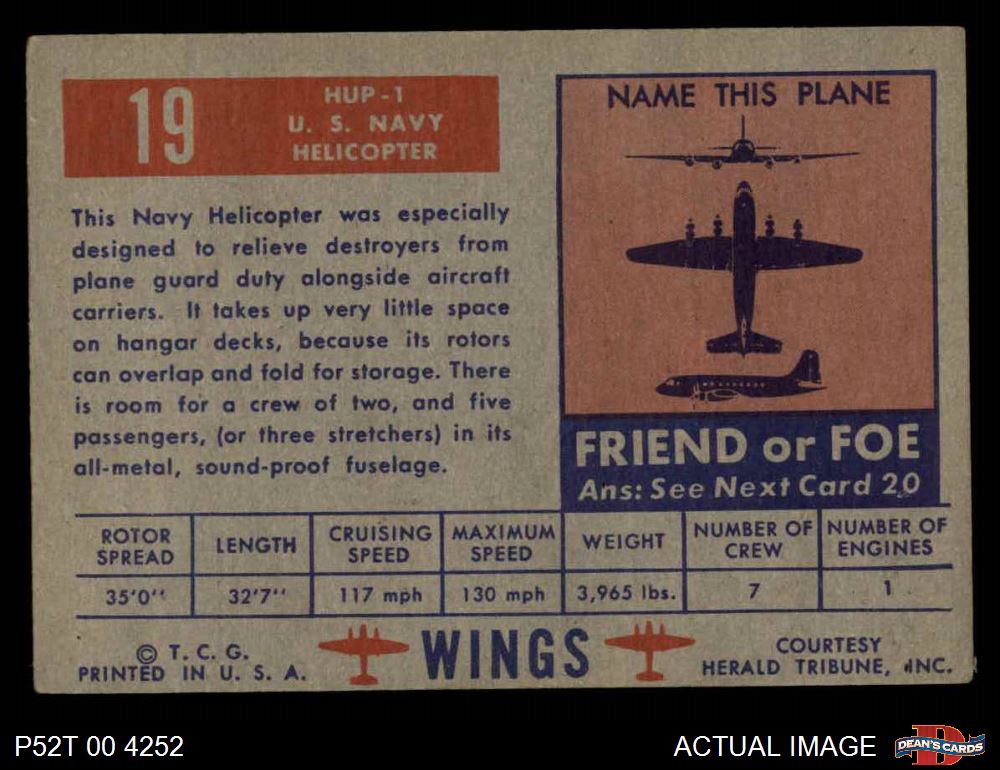 19
HUP-1
U. S. NAVY
HELICOPTER
This Navy Helicopter was especially
designed to relieve destroyers from
plane guard duty alongside aircraft
carriers. It takes up very little space
on hangar decks, because its rotors
can overlap and fold for storage. There
is room for a crew of two, and five
passengers, (or three stretchers) in its
all-metal, sound-proof fuselage.
NAME THIS PLANE
FRIEND or FOE
Ans: See Next Card 20
ROTOR SPREAD LENGTH CRUISING SPEED MAXIMUM SPEED WEIGHT NUMBER OF CREW NUMBER OF ENGINES
35'0" 32'7" 117 mph 130 mph 3,965 lbs. 7 1
© T. C. G.
PRINTED IN U. S. A.
WINGS
COURTESY
HERALD TRIBUNE, INC.
P52T 00 4252
ACTUAL IMAGE
D
DEAN'S CARDS